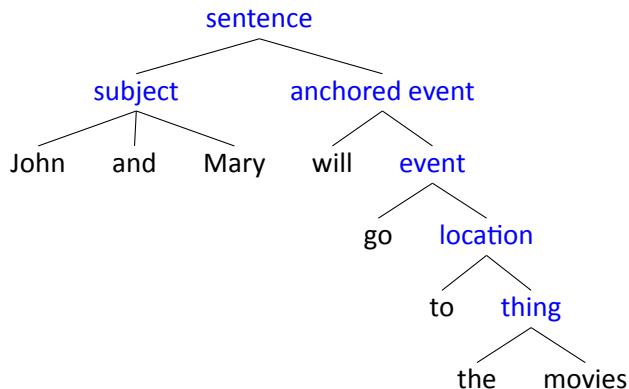 sentence
subject anchored event
John and Mary will event
go location
to thing
the movies